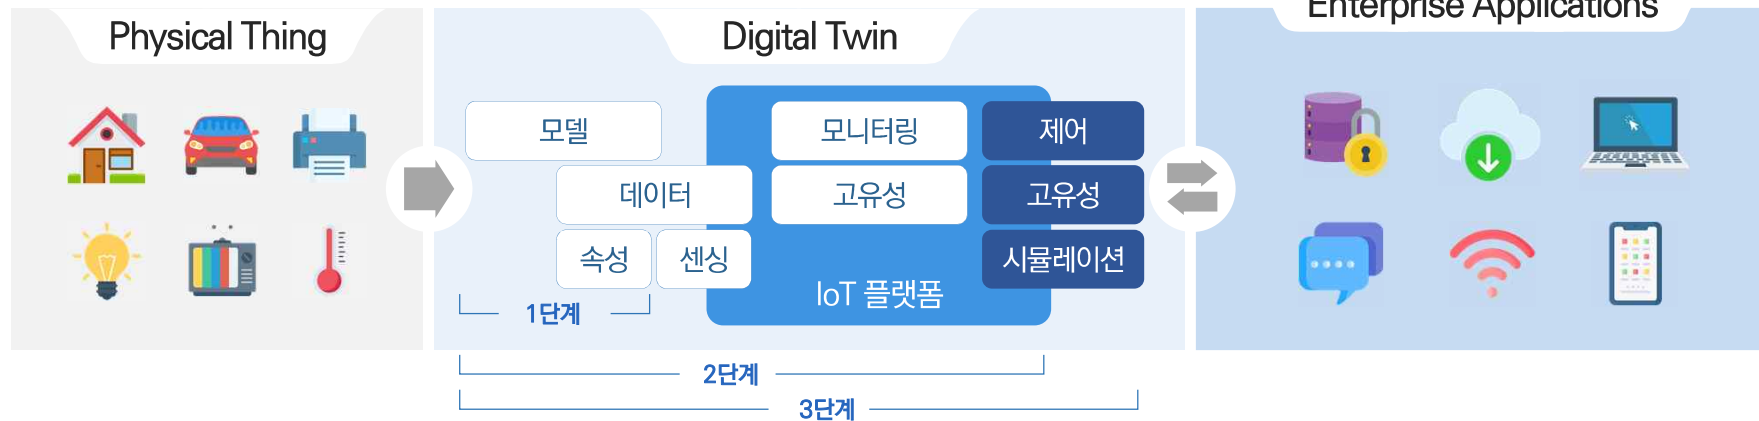 Physical Thing
Digital Twin
Enterprise Applications
모델
모니터링
제어
데이터
고유성
고유성
속성
센싱
시뮬레이션
IoT 플랫폼
1단계
2단계
3단계